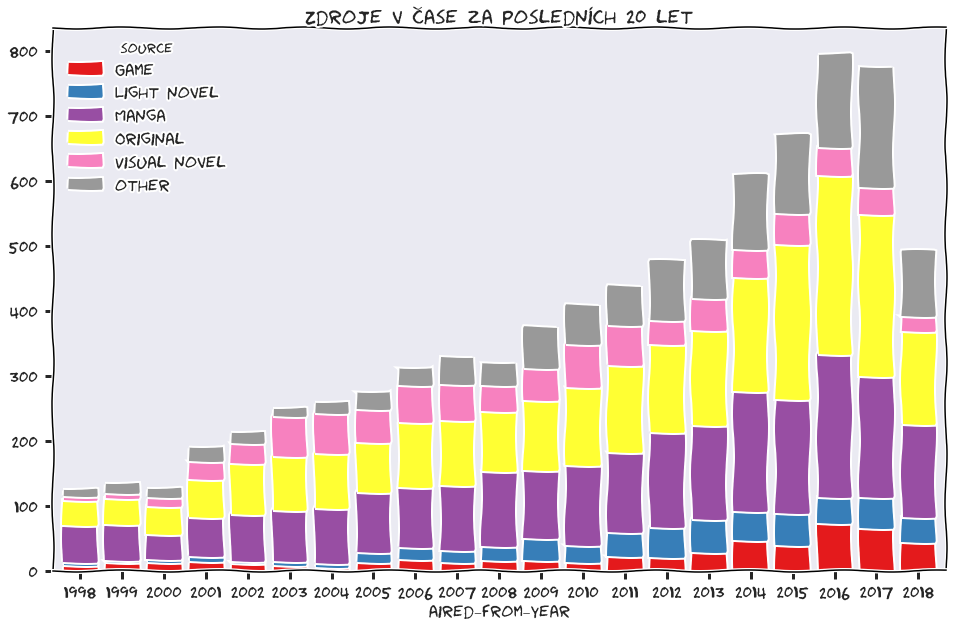 ZDROJE V ČASE ZA POSLEDNÍCH 20 LET
800
700
600
500
400
300
200
100
0
SOURCE
GAME
LIGHT NOVEL
MANGA
ORIGINAL
VISUAL NOVEL
OTHER
1998 1999 2000 2001 2002 2003 2004 2005 2006 2007 2008 2009 2010 2011 2012 2013 2014 2015 2016 2017 2018
AIRED-FROM-YEAR